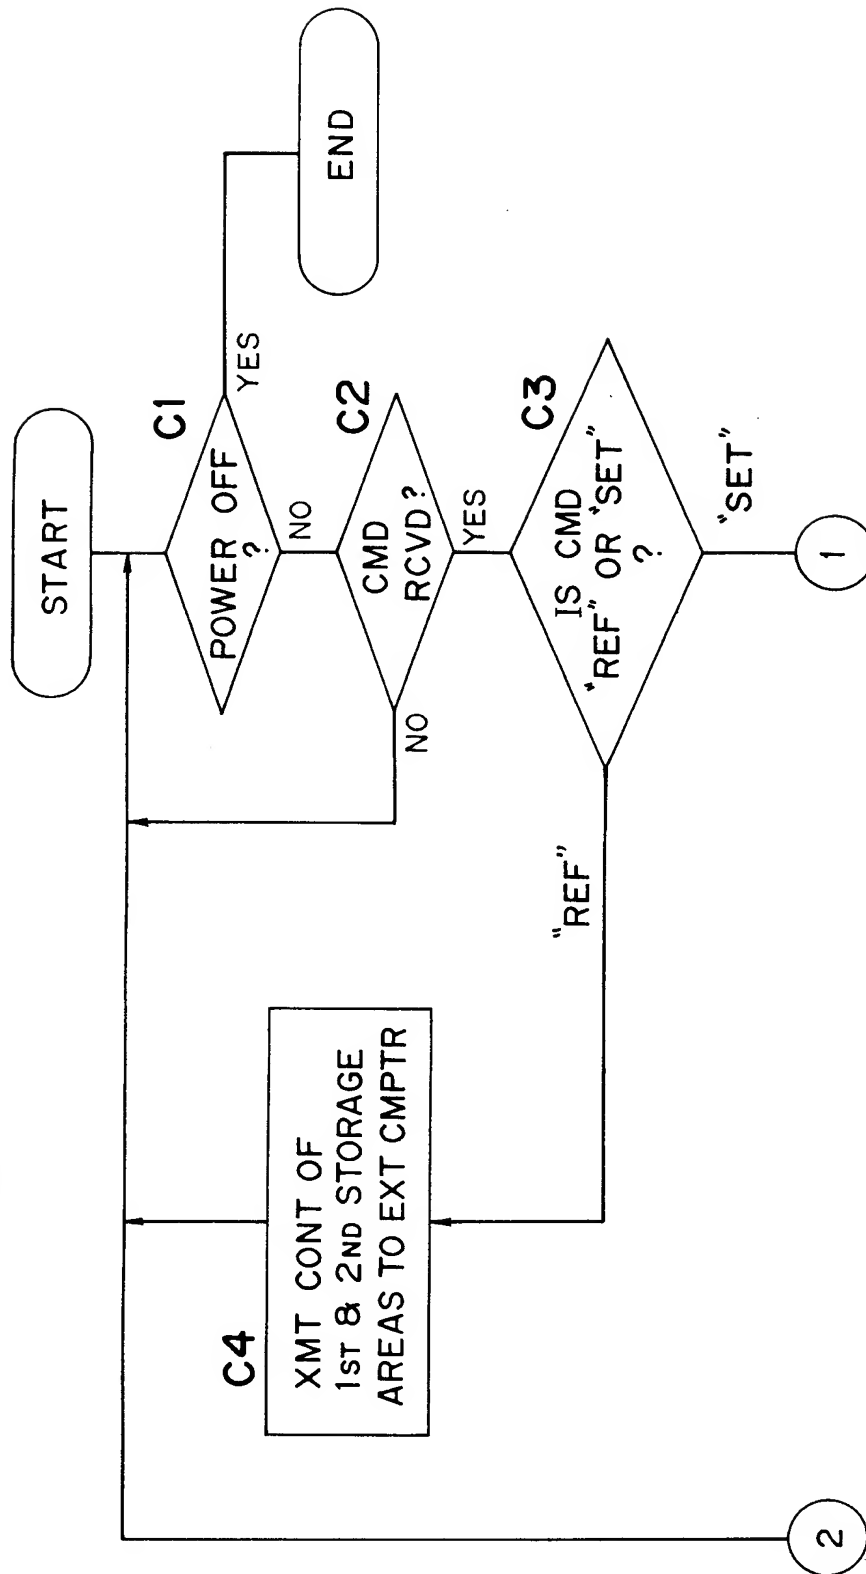 START
C1
POWER OFF
?
YES
END
NO
C2
CMD
RCVD?
NO
YES
C3
IS CMD
"REF" OR "SET"
?
"REF"
"SET"
C4
XMT CONT OF
1ST & 2ND STORAGE
AREAS TO EXT CMPTR
1
2